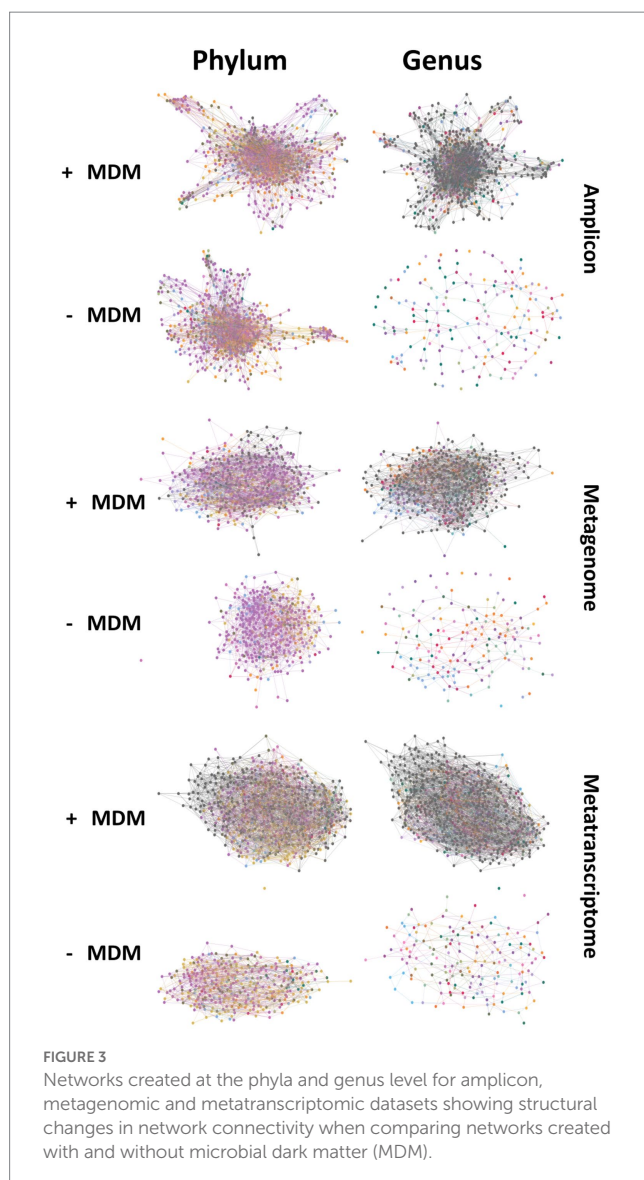 Phylum Genus
+ MDM
Amplicon
- MDM
+ MDM
Metagenome
- MDM
+ MDM
Metatranscriptome
- MDM
FIGURE 3
Networks created at the phyla and genus level for amplicon,
metagenomic and metatranscriptomic datasets showing structural
changes in network connectivity when comparing networks created
with and without microbial dark matter (MDM).